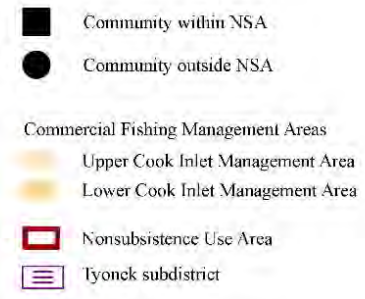 Community within NSA
Community outside NSA
Commercial Fishing Management Areas
Upper Cook Inlet Management Area
Lower Cook Inlet Management Area
Nonsubsistence Use Area
Tyonek subdistrict